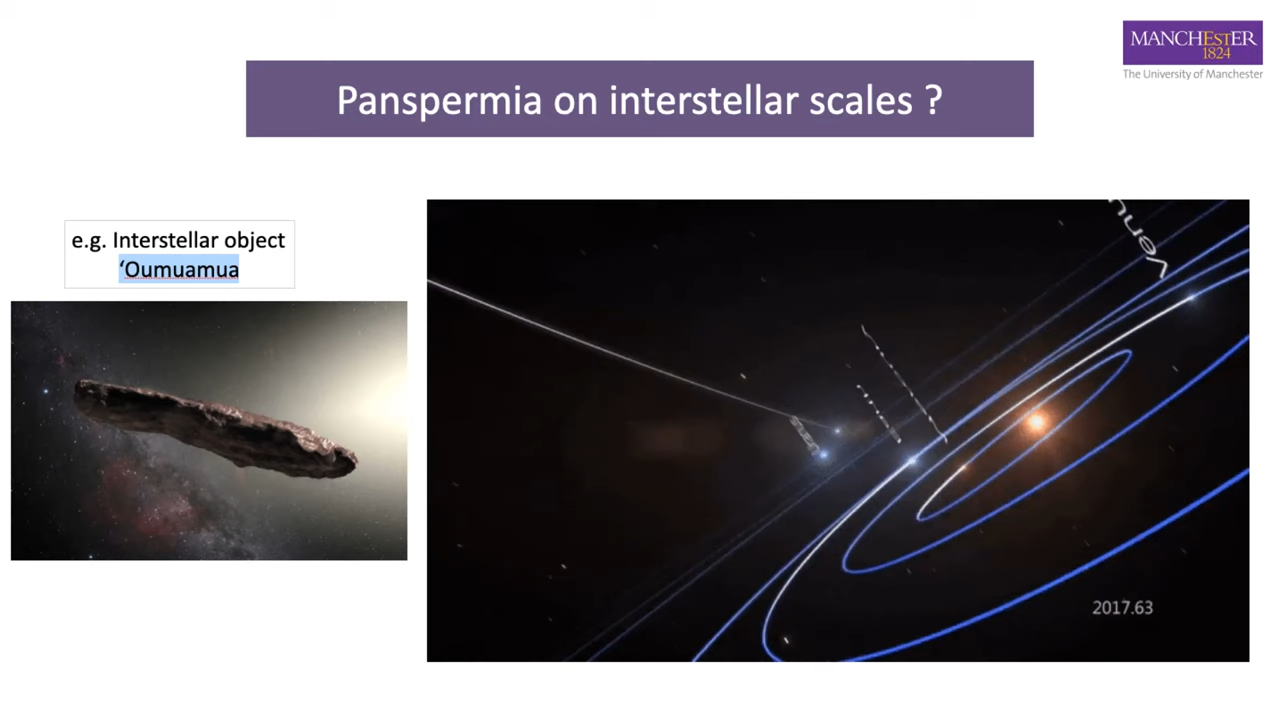 MANCHESTER
1824
The University of Manchester
Panspermia on interstellar scales ?
e.g. Interstellar object
‘Oumuamua
2017.63